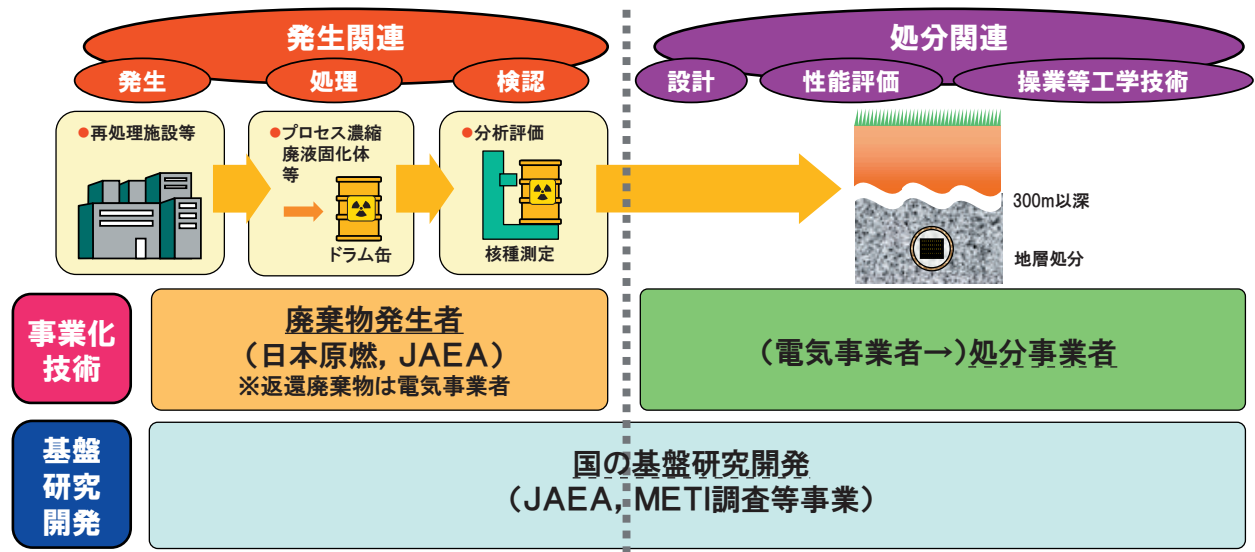 発生関連
処分関連
発生
処理
検認
設計
性能評価
操業等工学技術
●再処理施設等
●プロセス濃縮
廃液固化体
等
ドラム缶
●分析評価
核種測定
300m以深
地層処分
事業化
技術
廃棄物発生者
（日本原燃, JAEA）
※返還廃棄物は電気事業者
（電気事業者→）処分事業者
基盤
研究
開発
国の基盤研究開発
（JAEA, METI調査等事業）